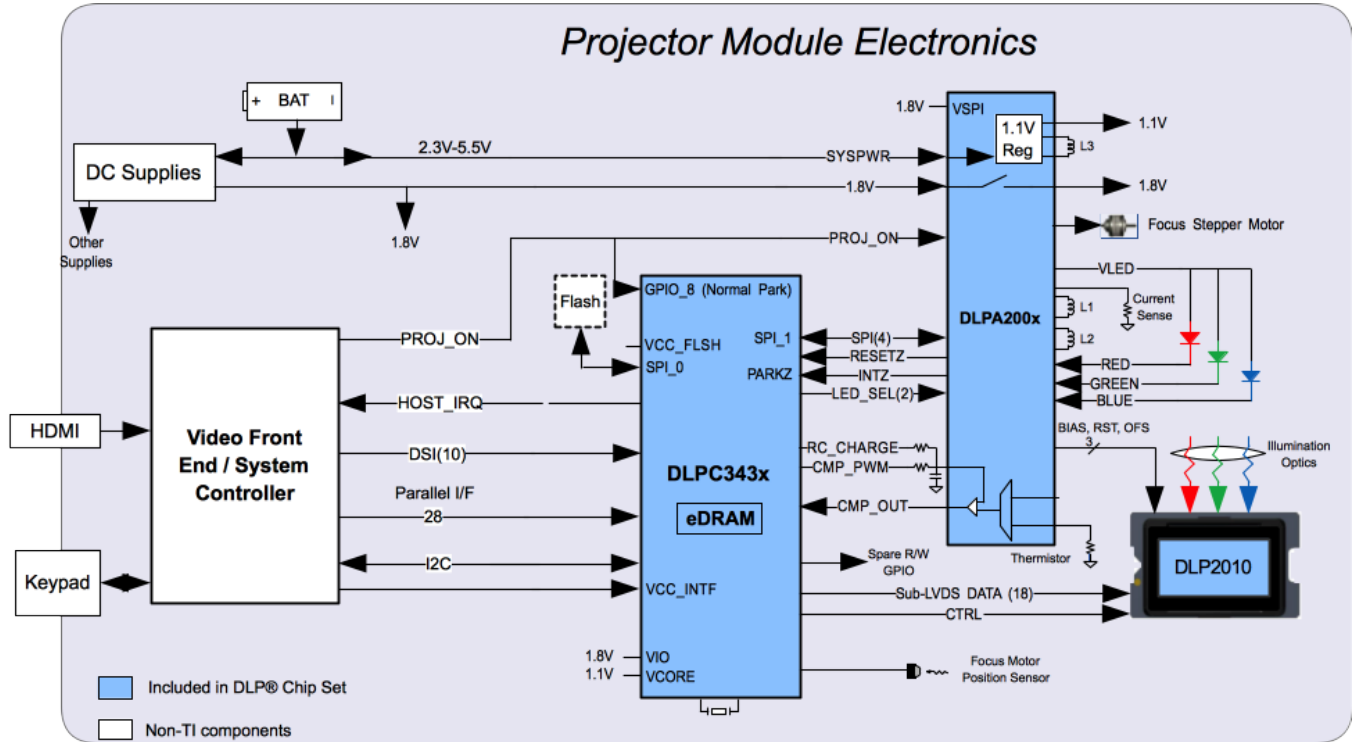 Projector Module Electronics
+ BAT I
DC Supplies
2.3V-5.5V
SYSPWR
1.8V
VSPI
1.1V
Reg
1.1V
L3
1.8V
1.8V
Other
Supplies
1.8V
PROJ_ON
Focus Stepper Motor
VLED
Current
Sense
L1
L2
DLPA200x
RED
GREEN
BLUE
BIAS, RST, OFS
3
Illumination
Optics
Flash
GPIO_8 (Normal Park)
PROJ_ON
VCC_FLSH
SPI_0
SPI_1
SPI(4)
RESETZ
PARKZ
INTZ
LED_SEL(2)
HOST_IRQ
HDMI
Video Front
End / System
Controller
DSI(10)
DLPC343x
RC_CHARGE
CMP_PWM
Parallel I/F
28
eDRAM
CMP_OUT
Thermistor
DLP2010
I2C
Keypad
VCC_INTF
Spare R/W
GPIO
Sub-LVDS DATA (18)
CTRL
1.8V
VIO
1.1V
VCORE
Focus Motor
Position Sensor
Included in DLP® Chip Set
Non-TI components